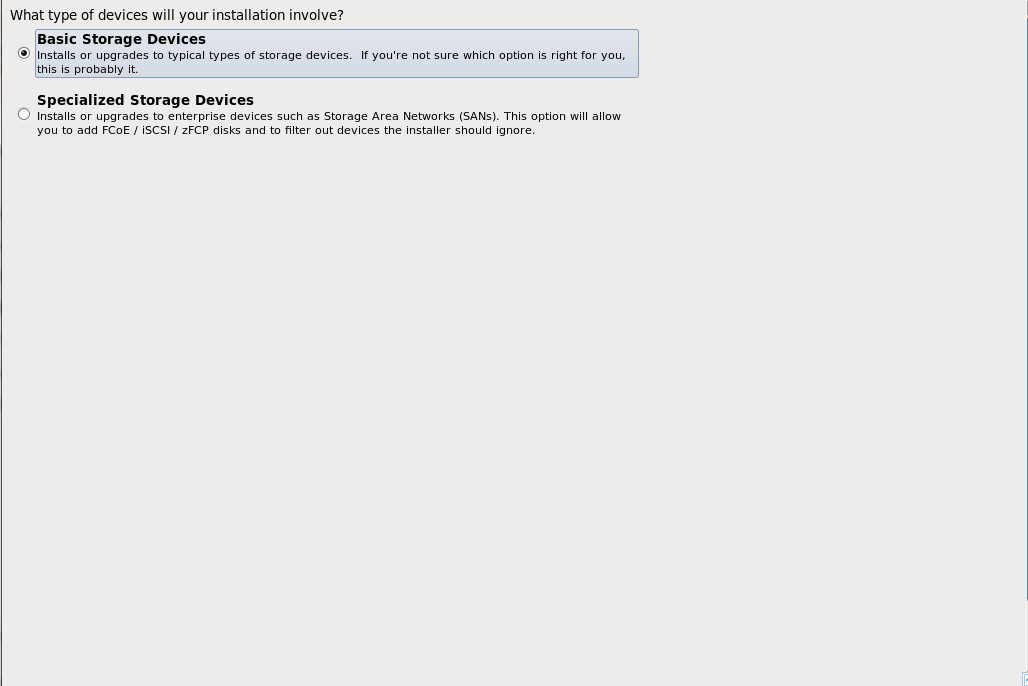 What type of devices will your installation involve?
Basic Storage Devices
Installs or upgrades to typical types of storage devices.  If you're not sure which option is right for you,
this is probably it.
Specialized Storage Devices
Installs or upgrades to enterprise devices such as Storage Area Networks (SANs). This option will allow
you to add FCoE / iSCSI / zFCP disks and to filter out devices the installer should ignore.